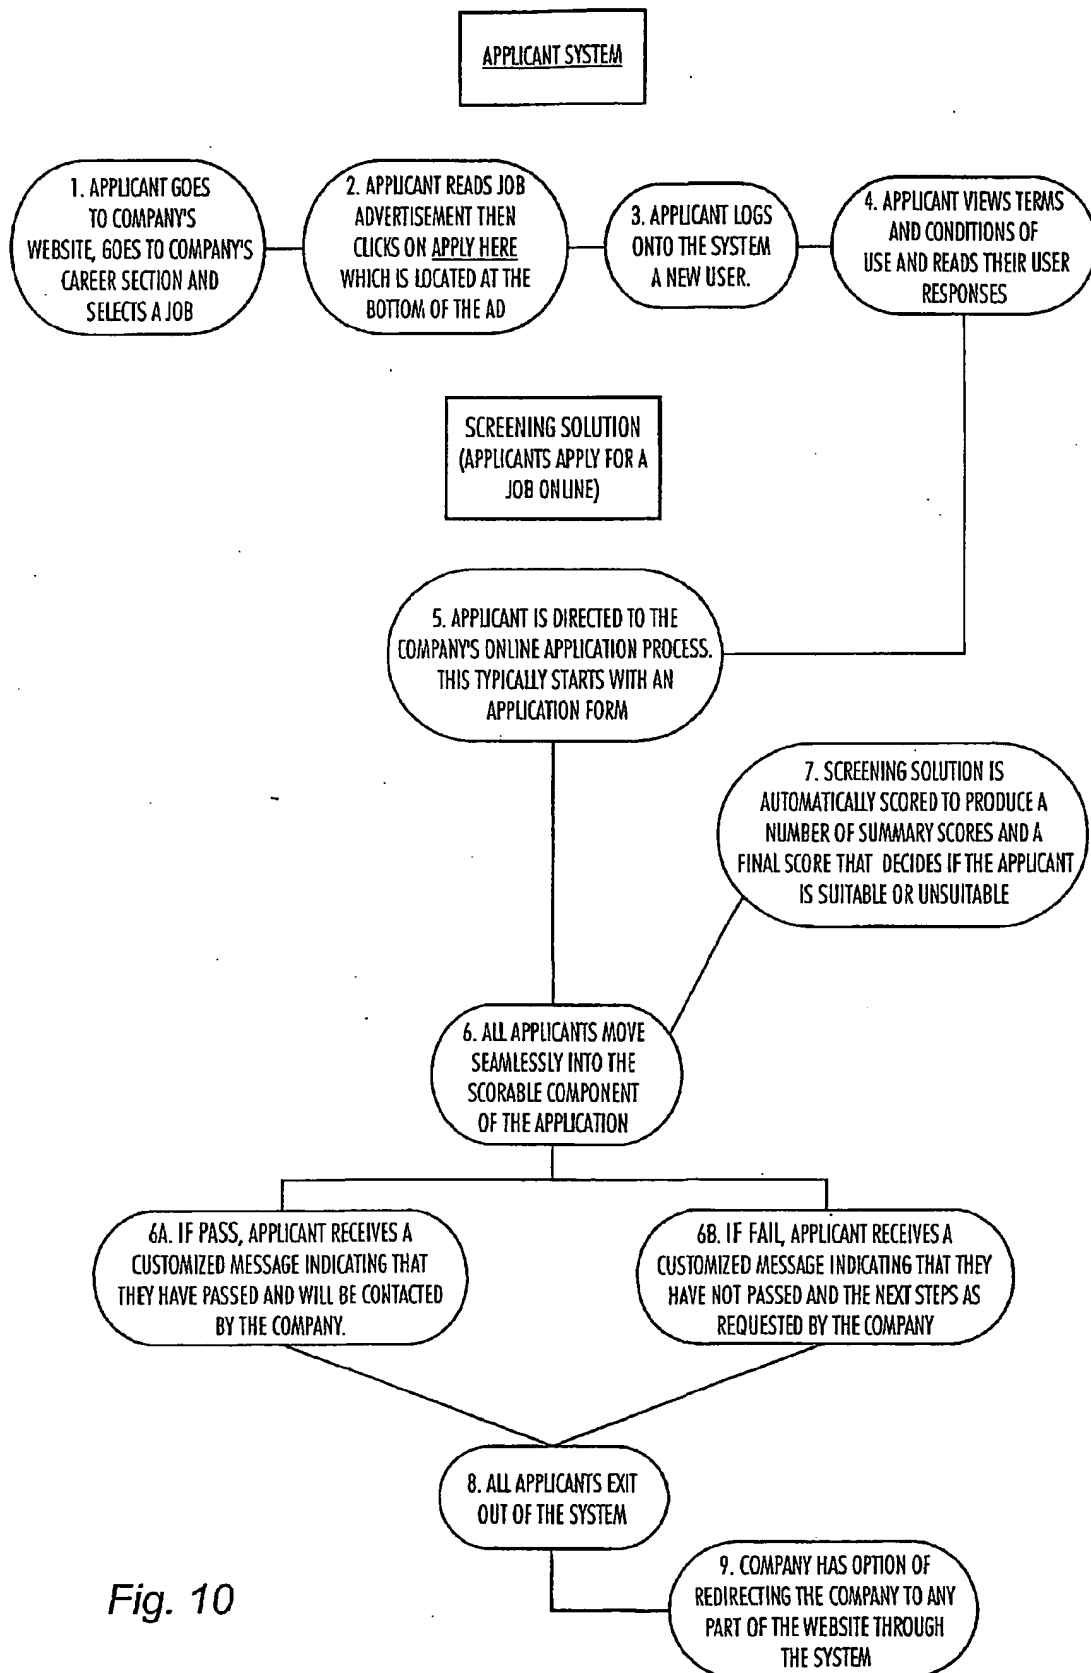 APPLICANT SYSTEM
1. APPLICANT GOES
TO COMPANY'S
WEBSITE, GOES TO COMPANY'S
CAREER SECTION AND
SELECTS A JOB
2. APPLICANT READS JOB
ADVERTISEMENT THEN
CLICKS ON APPLY HERE
WHICH IS LOCATED AT THE
BOTTOM OF THE AD
3. APPLICANT LOGS
ONTO THE SYSTEM
A NEW USER.
4. APPLICANT VIEWS TERMS
AND CONDITIONS OF
USE AND READS THEIR USER
RESPONSES
SCREENING SOLUTION
(APPLICANTS APPLY FOR A
JOB ONLINE)
5. APPLICANT IS DIRECTED TO THE
COMPANY'S ONLINE APPLICATION PROCESS.
THIS TYPICALLY STARTS WITH AN
APPLICATION FORM
7. SCREENING SOLUTION IS
AUTOMATICALLY SCORED TO PRODUCE A
NUMBER OF SUMMARY SCORES AND A
FINAL SCORE THAT DECIDES IF THE APPLICANT
IS SUITABLE OR UNSUITABLE
6. ALL APPLICANTS MOVE
SEAMLESSLY INTO THE
SCORABLE COMPONENT
OF THE APPLICATION
6A. IF PASS, APPLICANT RECEIVES A
CUSTOMIZED MESSAGE INDICATING THAT
THEY HAVE PASSED AND WILL BE CONTACTED
BY THE COMPANY.
6B. IF FAIL, APPLICANT RECEIVES A
CUSTOMIZED MESSAGE INDICATING THAT THEY
HAVE NOT PASSED AND THE NEXT STEPS AS
REQUESTED BY THE COMPANY
8. ALL APPLICANTS EXIT
OUT OF THE SYSTEM
9. COMPANY HAS OPTION OF
REDIRECTING THE COMPANY TO ANY
PART OF THE WEBSITE THROUGH
THE SYSTEM
Fig. 10